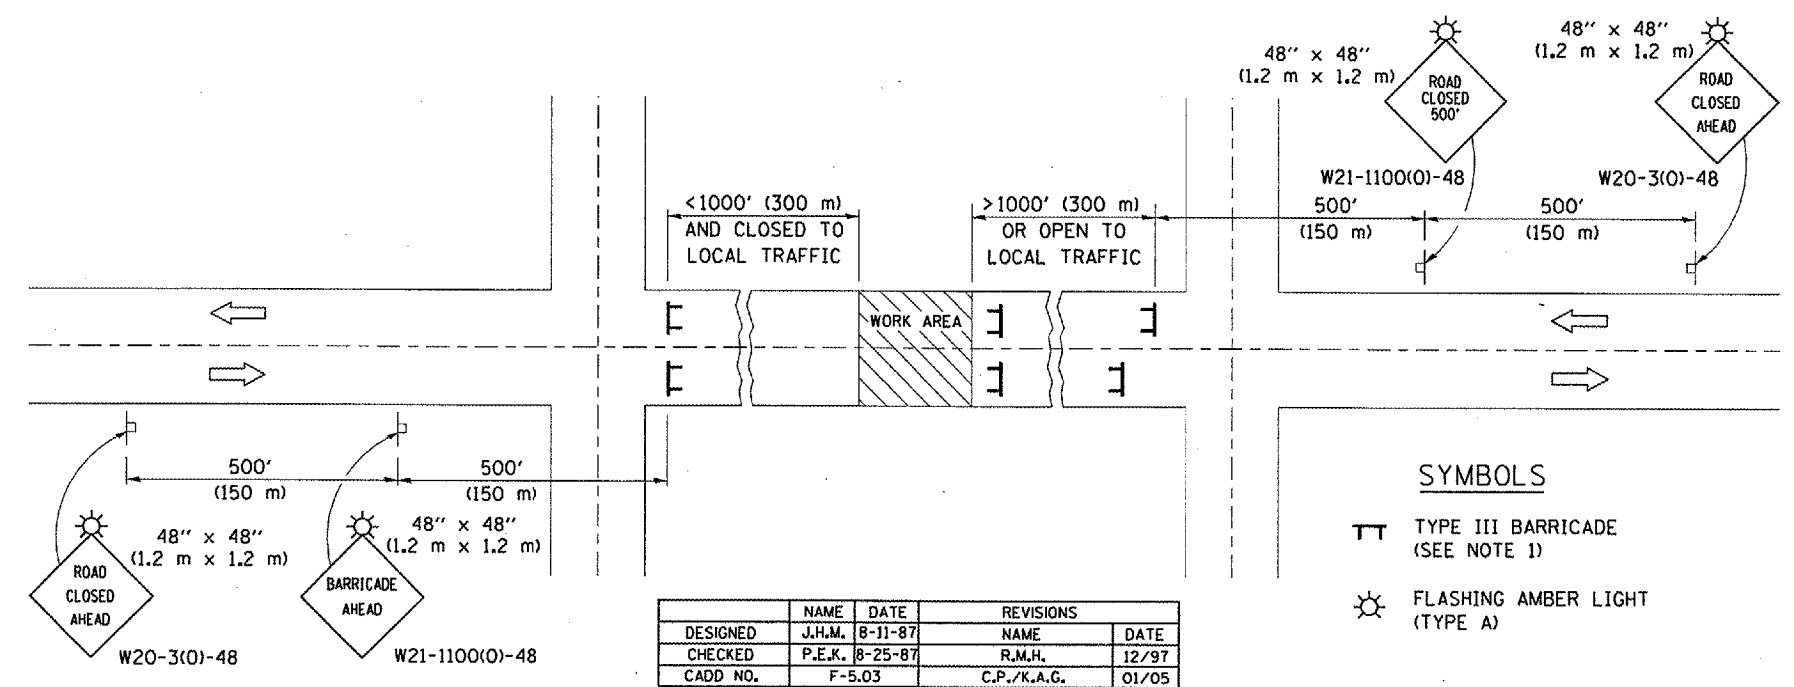 48" x 48"
(1.2 m x 1.2 m)
48" x 48"
(1.2 m x 1.2 m)
ROAD
CLOSED
500'
ROAD
CLOSED
AHEAD
W21-1100(O)-48
W20-3(O)-48
<1000' (300 m)
AND CLOSED TO
LOCAL TRAFFIC
>1000' (300 m)
OR OPEN TO
LOCAL TRAFFIC
500'
(150 m)
500'
(150 m)
WORK AREA
500'
(150 m)
500'
(150 m)
48" x 48"
(1.2 m x 1.2 m)
48" x 48"
(1.2 m x 1.2 m)
ROAD
CLOSED
AHEAD
BARRICADE
AHEAD
W20-3(O)-48
W21-1100(O)-48
SYMBOLS
TYPE III BARRICADE
(SEE NOTE 1)
FLASHING AMBER LIGHT
(TYPE A)
NAME DATE REVISIONS
DESIGNED J.H.M. 8-11-87 NAME DATE
CHECKED P.E.K. 8-25-87 R.M.H. 12/97
CADD NO. F-5.03 C.P./K.A.G. 01/05